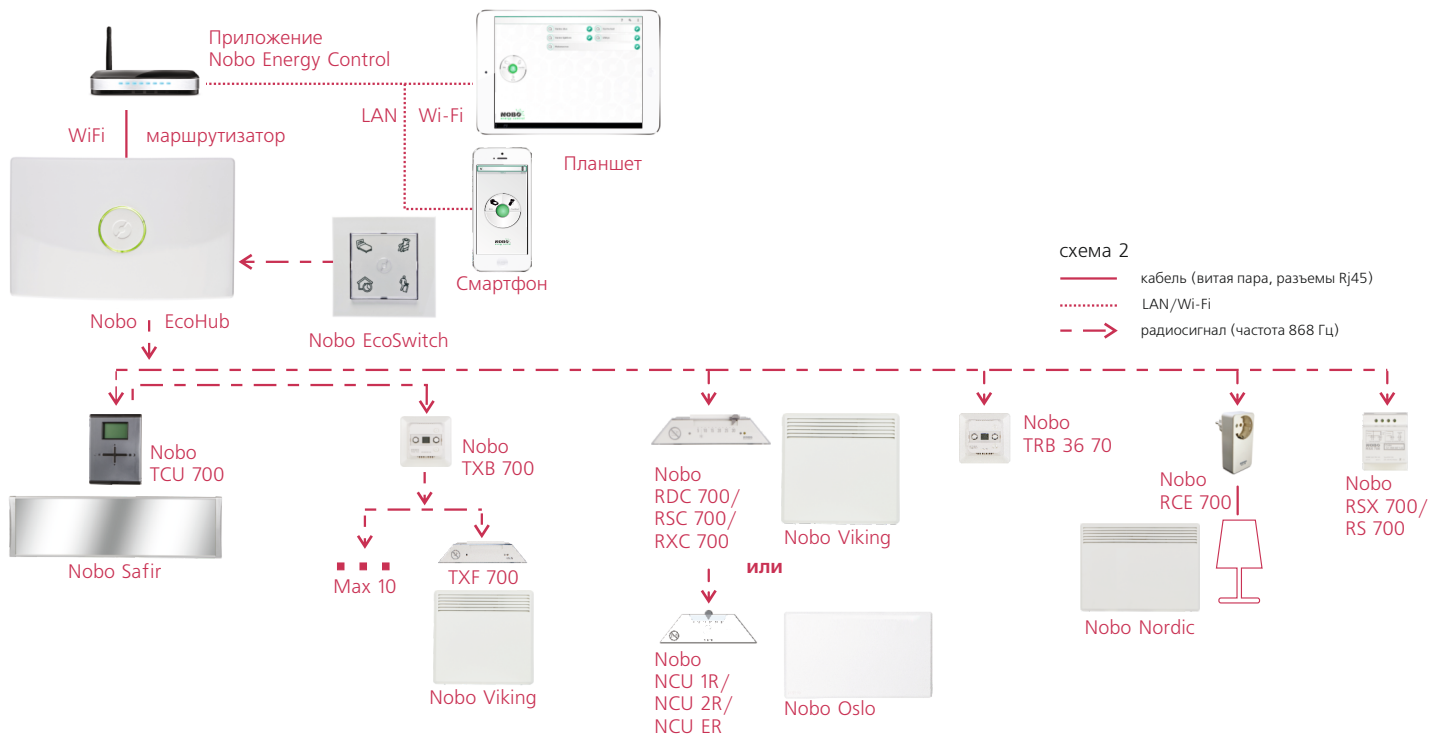 Приложение
Nobo Energy Control
LAN Wi-Fi
WiFi маршрутизатор
NOBO
Планшет
NOBO
Смартфон
Nobo EcoHub
Nobo EcoSwitch
схема 2
кабель (витая пара, разъемы Rj45)
LAN/Wi-Fi
радиосигнал (частота 868 Гц)
Nobo
TCU 700
Nobo Safir
Nobo
TXB 700
Max 10
TXF 700
Nobo Viking
Nobo
RDC 700/
RSC 700/
RXC 700
Nobo Viking
или
Nobo
NCU 1R/
NCU 2R/
NCU ER
Nobo Oslo
Nobo
TRB 36 70
Nobo
RCE 700
Nobo Nordic
Nobo
RSX 700/
RS 700